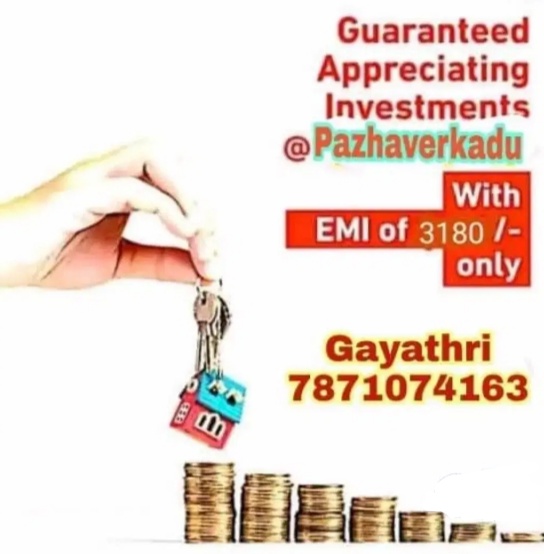 Guaranteed
Appreciating
Investments
@Pazhaverkadu
With
EMI of 3180 /-
only
Gayathri
7871074163